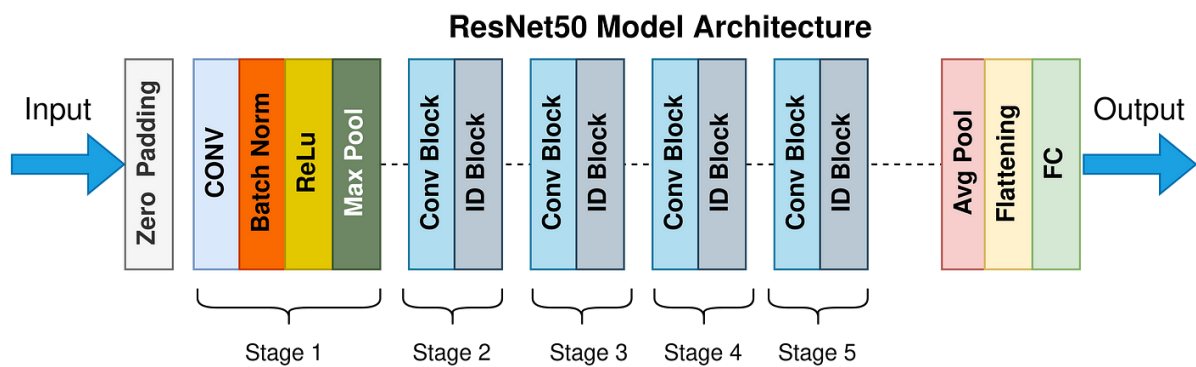 ResNet50 Model Architecture
Input
Zero Padding
CONV
Batch Norm
ReLu
Max Pool
Conv Block
ID Block
Conv Block
ID Block
Conv Block
ID Block
Conv Block
ID Block
Avg Pool
Flattening
FC
Output
Stage 1
Stage 2
Stage 3
Stage 4
Stage 5